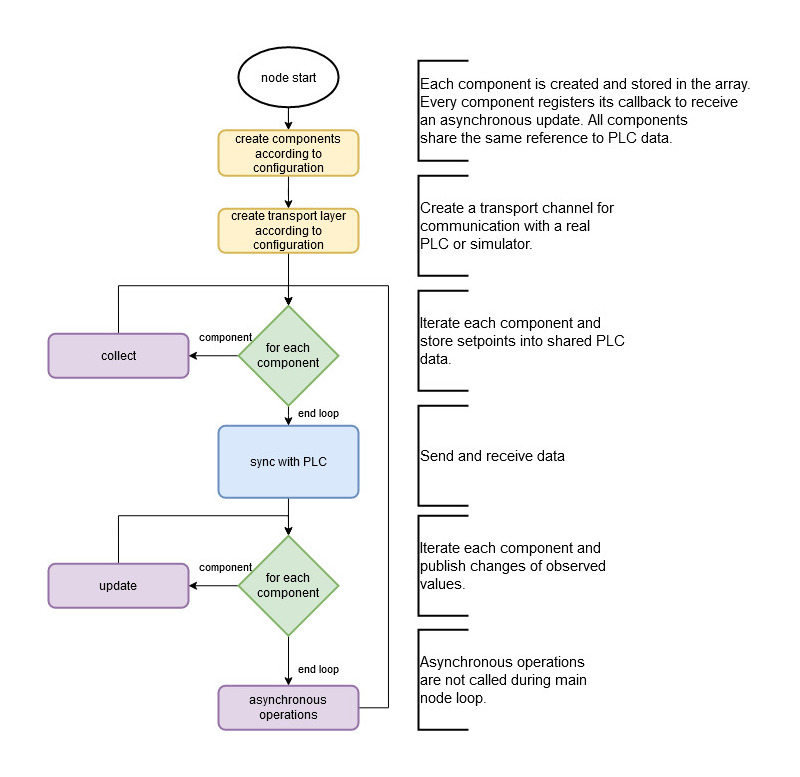 node start
Each component is created and stored in the array.
Every component registers its callback to receive
an asynchronous update. All components
share the same reference to PLC data.
create components
according to
configuration
create transport layer
according to
configuration
Create a transport channel for
communication with a real
PLC or simulator.
for each
component
component
collect
end loop
Iterate each component and
store setpoints into shared PLC
data.
sync with PLC
Send and receive data
for each
component
component
update
end loop
Iterate each component and
publish changes of observed
values.
asynchronous
operations
Asynchronous operations
are not called during main
node loop.